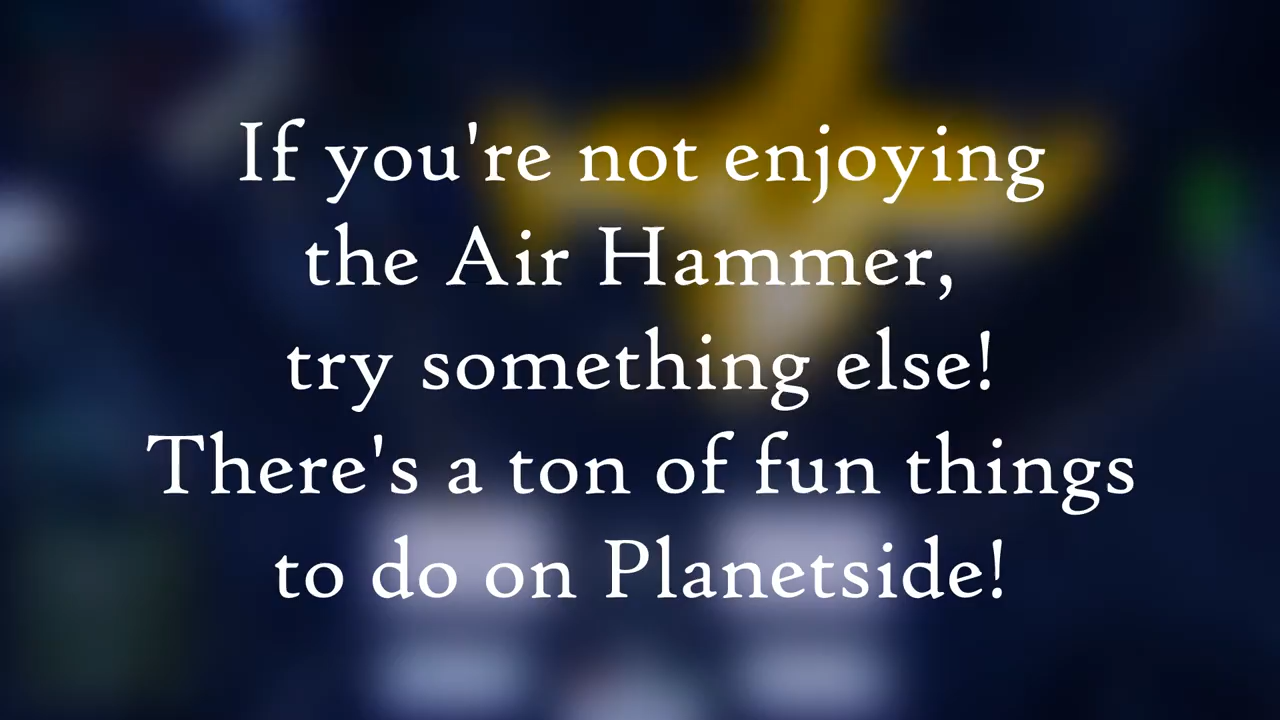 If you're not enjoying
the Air Hammer,
try something else!
There's a ton of fun things
to do on Planetside!